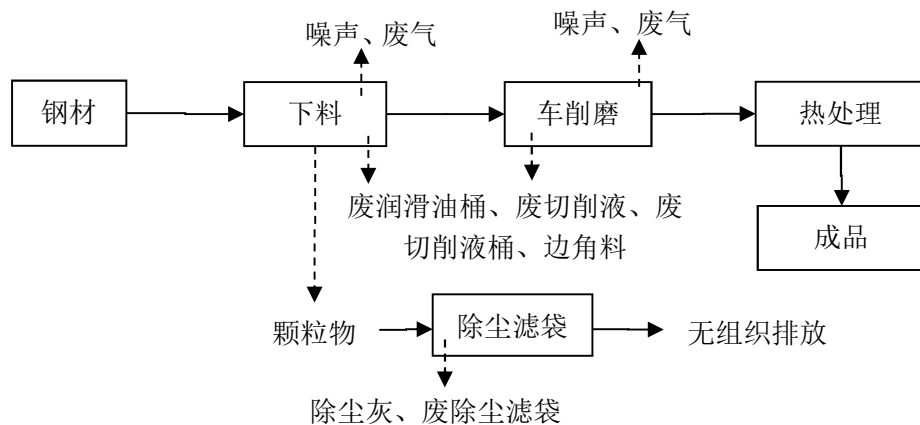 噪声、废气
噪声、废气
钢材
下料
车削磨
热处理
废润滑油桶、废切削液、废
切削液桶、边角料
成品
颗粒物
除尘滤袋
无组织排放
除尘灰、废除尘滤袋